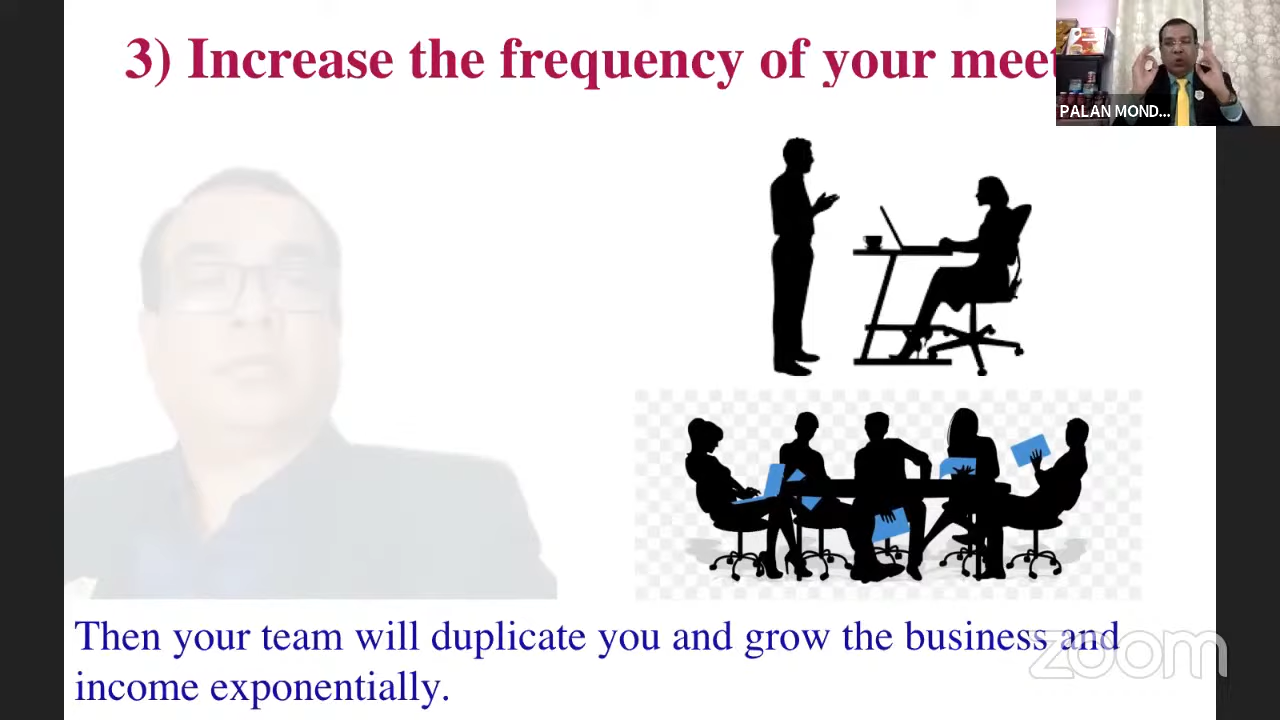 3) Increase the frequency of your
PALAN MOND...
Then your team will duplicate you and grow the business and
income exponentially.
zoom